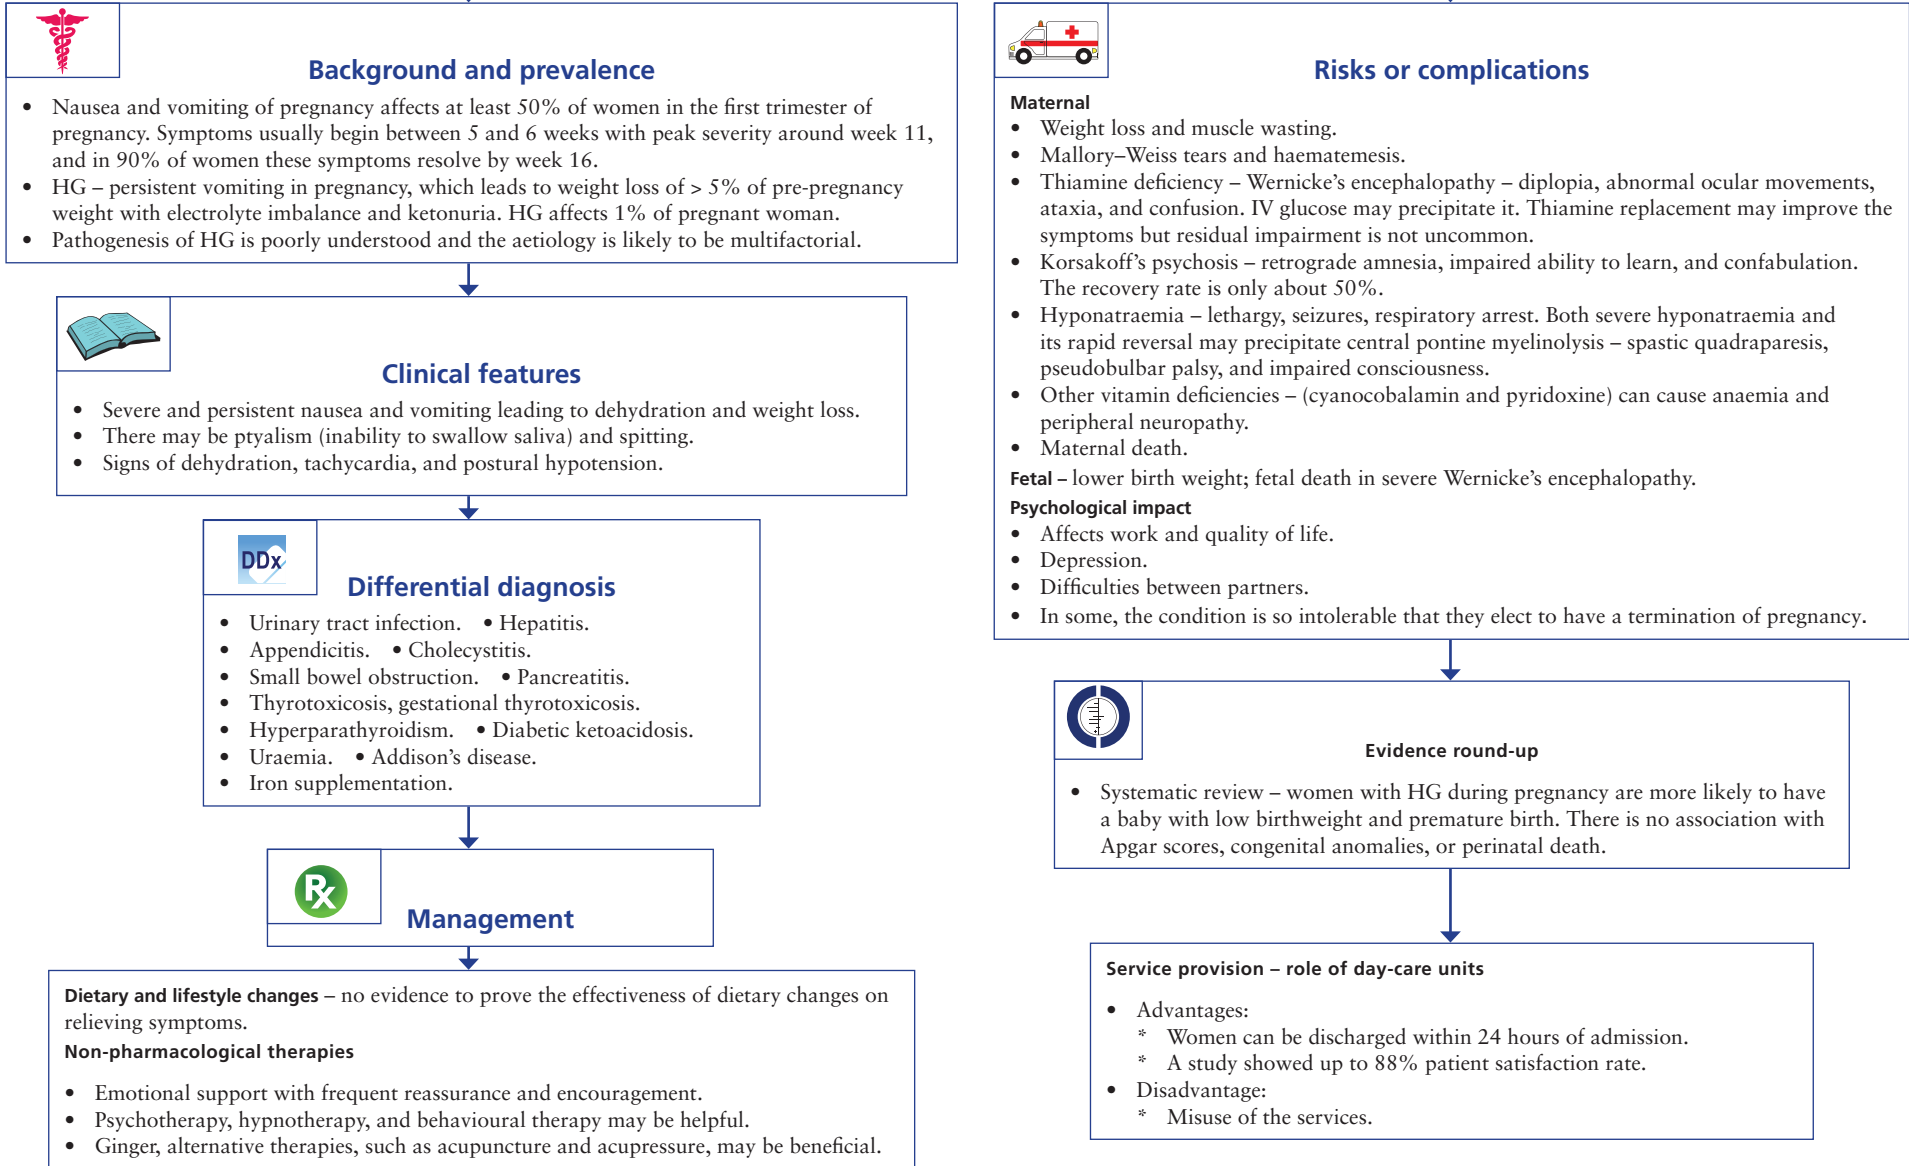 Background and prevalence
• Nausea and vomiting of pregnancy affects at least 50% of women in the first trimester of
pregnancy. Symptoms usually begin between 5 and 6 weeks with peak severity around week 11,
and in 90% of women these symptoms resolve by week 16.
• HG – persistent vomiting in pregnancy, which leads to weight loss of > 5% of pre-pregnancy
weight with electrolyte imbalance and ketonuria. HG affects 1% of pregnant woman.
• Pathogenesis of HG is poorly understood and the aetiology is likely to be multifactorial.
Clinical features
• Severe and persistent nausea and vomiting leading to dehydration and weight loss.
• There may be ptyalism (inability to swallow saliva) and spitting.
• Signs of dehydration, tachycardia, and postural hypotension.
DDx
Differential diagnosis
• Urinary tract infection. • Hepatitis.
• Appendicitis. • Cholecystitis.
• Small bowel obstruction. • Pancreatitis.
• Thyrotoxicosis, gestational thyrotoxicosis.
• Hyperparathyroidism. • Diabetic ketoacidosis.
• Uraemia. • Addison's disease.
• Iron supplementation.
Rx
Management
Dietary and lifestyle changes – no evidence to prove the effectiveness of dietary changes on
relieving symptoms.
Non-pharmacological therapies
• Emotional support with frequent reassurance and encouragement.
• Psychotherapy, hypnotherapy, and behavioural therapy may be helpful.
• Ginger, alternative therapies, such as acupuncture and acupressure, may be beneficial.
Risks or complications
Maternal
• Weight loss and muscle wasting.
• Mallory–Weiss tears and haematemesis.
• Thiamine deficiency – Wernicke's encephalopathy – diplopia, abnormal ocular movements,
ataxia, and confusion. IV glucose may precipitate it. Thiamine replacement may improve the
symptoms but residual impairment is not uncommon.
• Korsakoff's psychosis – retrograde amnesia, impaired ability to learn, and confabulation.
The recovery rate is only about 50%.
• Hyponatraemia – lethargy, seizures, respiratory arrest. Both severe hyponatraemia and
its rapid reversal may precipitate central pontine myelinolysis – spastic quadraparesis,
pseudobulbar palsy, and impaired consciousness.
• Other vitamin deficiencies – (cyanocobalamin and pyridoxine) can cause anaemia and
peripheral neuropathy.
• Maternal death.
Fetal – lower birth weight; fetal death in severe Wernicke's encephalopathy.
Psychological impact
• Affects work and quality of life.
• Depression.
• Difficulties between partners.
• In some, the condition is so intolerable that they elect to have a termination of pregnancy.
Evidence round-up
• Systematic review – women with HG during pregnancy are more likely to have
a baby with low birthweight and premature birth. There is no association with
Apgar scores, congenital anomalies, or perinatal death.
Service provision – role of day-care units
• Advantages:
* Women can be discharged within 24 hours of admission.
* A study showed up to 88% patient satisfaction rate.
• Disadvantage:
* Misuse of the services.